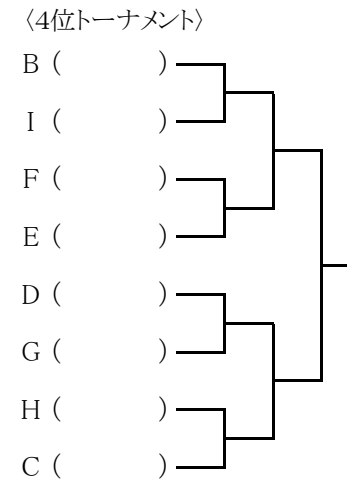 〈4位トーナメント〉
B (　　　　)
I (　　　　)
F (　　　　)
E (　　　　)
D (　　　　)
G (　　　　)
H (　　　　)
C (　　　　)